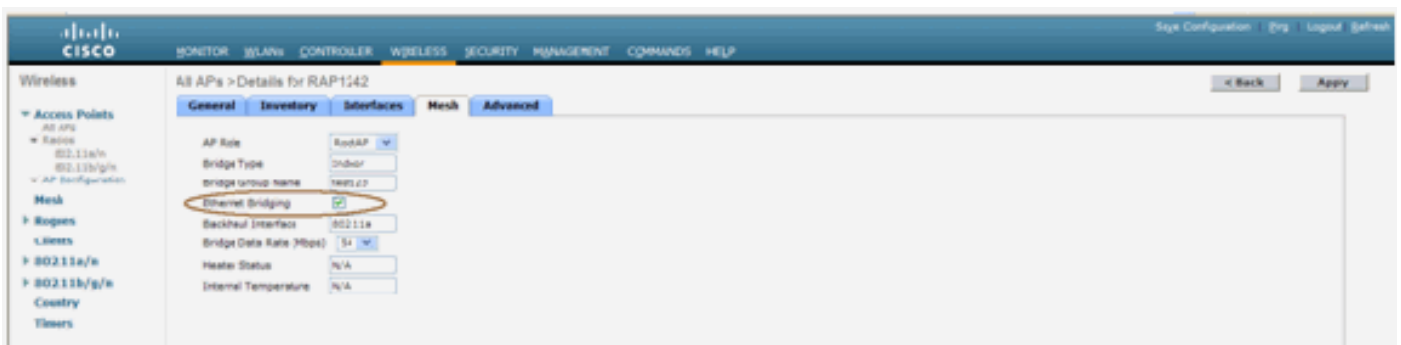 Save Configuration Ping Logout Refresh
CISCO
MONITOR WLANs CONTROLLER WIRELESS SECURITY MANAGEMENT COMMANDS HELP
Wireless
All APs > Details for RAP1242
< Back Apply
General Inventory Interfaces Mesh Advanced
Access Points
All APs
Radios
802.11a/n
802.11b/g/n
AP Configuration
Mesh
Rogues
Clients
802.11a/n
802.11b/g/n
Country
Timers
AP Role RootAP
Bridge Type Indoor
Bridge Group Name
Ethernet Bridging
Backhaul Interface 802.11a
Bridge Data Rate (Mbps)
Heater Status N/A
Internal Temperature N/A